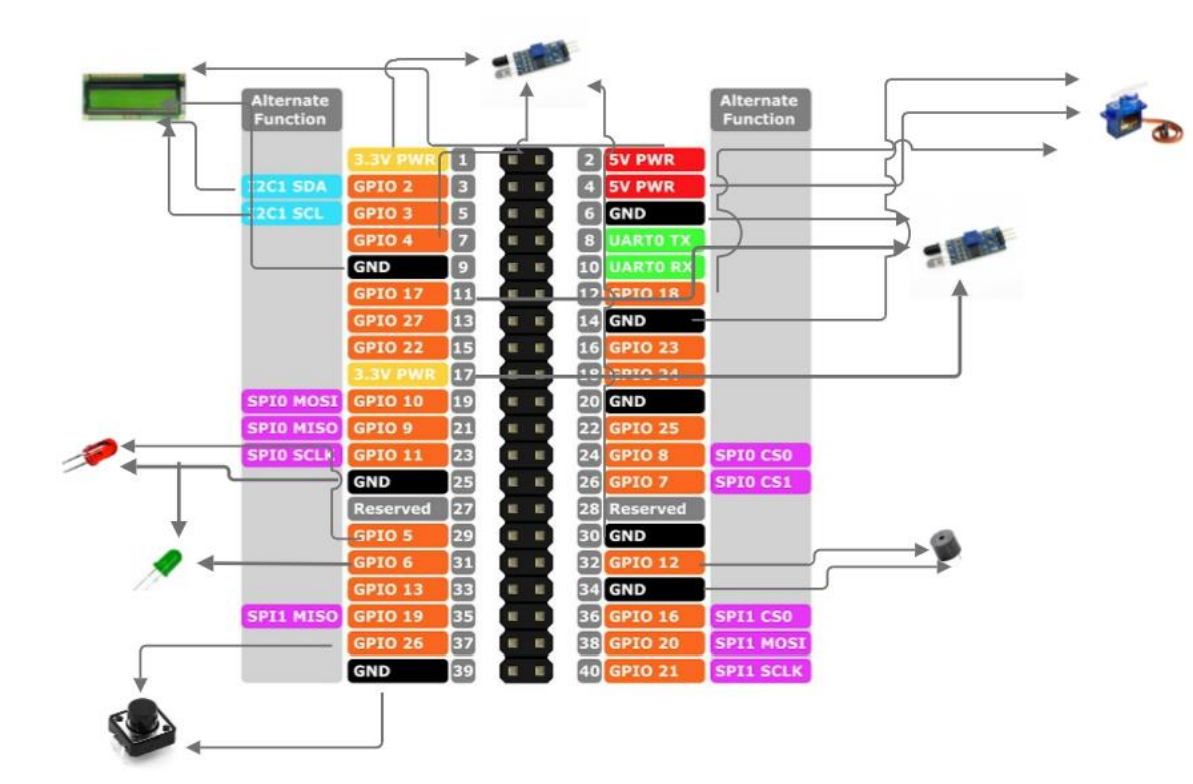 Alternate Function
Alternate Function
3.3V PWR 1 2 5V PWR
I2C1 SDA GPIO 2 3 4 5V PWR
I2C1 SCL GPIO 3 5 6 GND
GPIO 4 7 8 UART0 TX
GND 9 10 UART0 RX
GPIO 17 11 12 GPIO 18
GPIO 27 13 14 GND
GPIO 22 15 16 GPIO 23
3.3V PWR 17 18 GPIO 24
SPI0 MOSI GPIO 10 19 20 GND
SPI0 MISO GPIO 9 21 22 GPIO 25
SPI0 SCLK GPIO 11 23 24 GPIO 8 SPI0 CS0
GND 25 26 GPIO 7 SPI0 CS1
Reserved 27 28 Reserved
GPIO 5 29 30 GND
GPIO 6 31 32 GPIO 12
GPIO 13 33 34 GND
SPI1 MISO GPIO 19 35 36 GPIO 16 SPI1 CS0
GPIO 26 37 38 GPIO 20 SPI1 MOSI
GND 39 40 GPIO 21 SPI1 SCLK